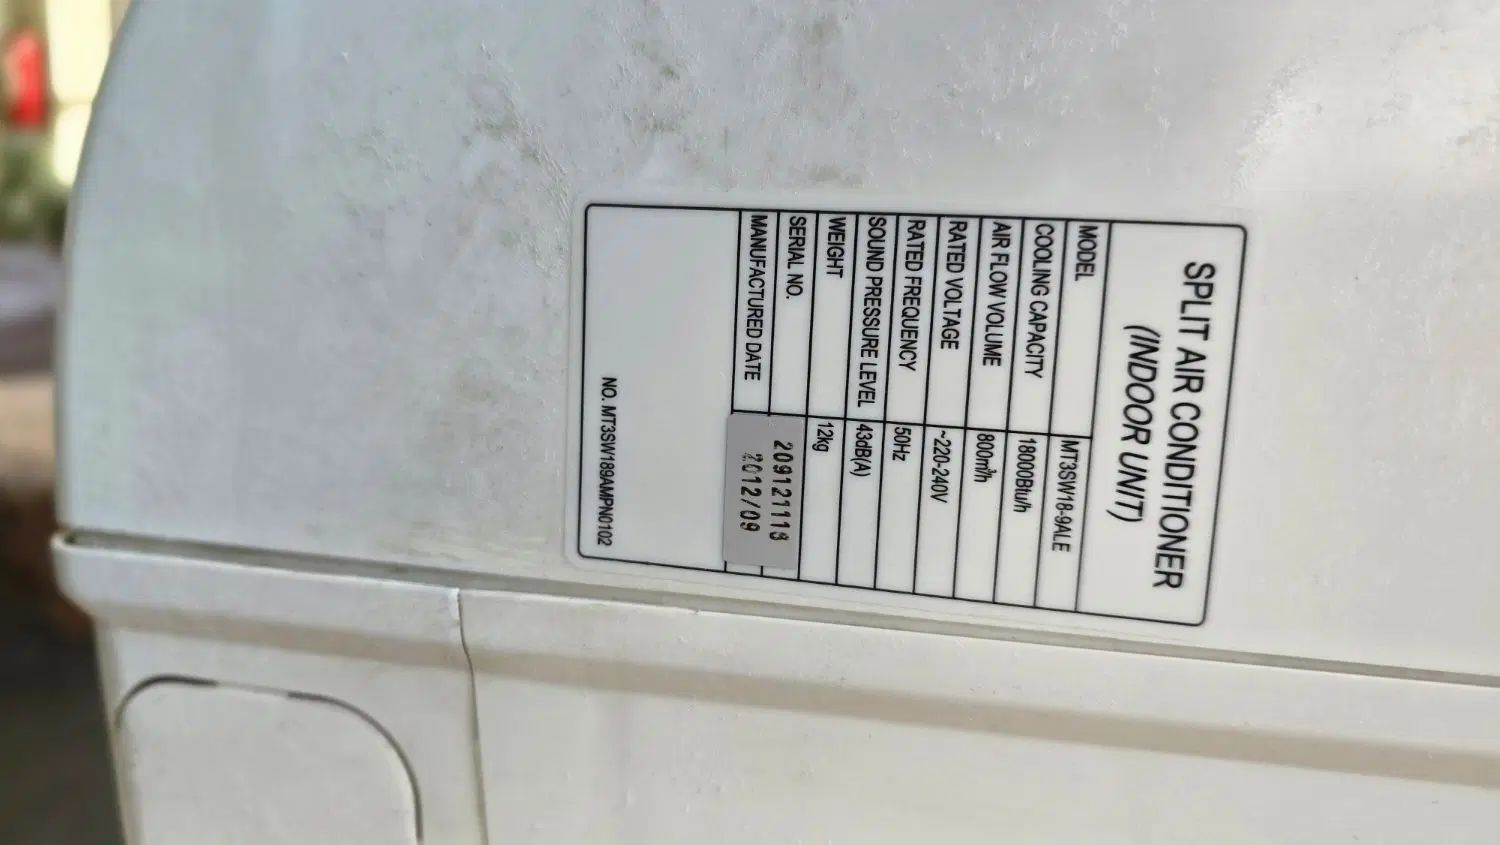 SPLIT AIR CONDITIONER
(INDOOR UNIT)
MODEL MT3SW18-9ALE
COOLING CAPACITY 18000Btu/h
AIR FLOW VOLUME 800m³/h
RATED VOLTAGE ~220-240V
RATED FREQUENCY 50Hz
SOUND PRESSURE LEVEL 43dB(A)
WEIGHT 12kg
SERIAL NO. 209121118
MANUFACTURED DATE 2012/09
NO. MT3SW189AMPN0102